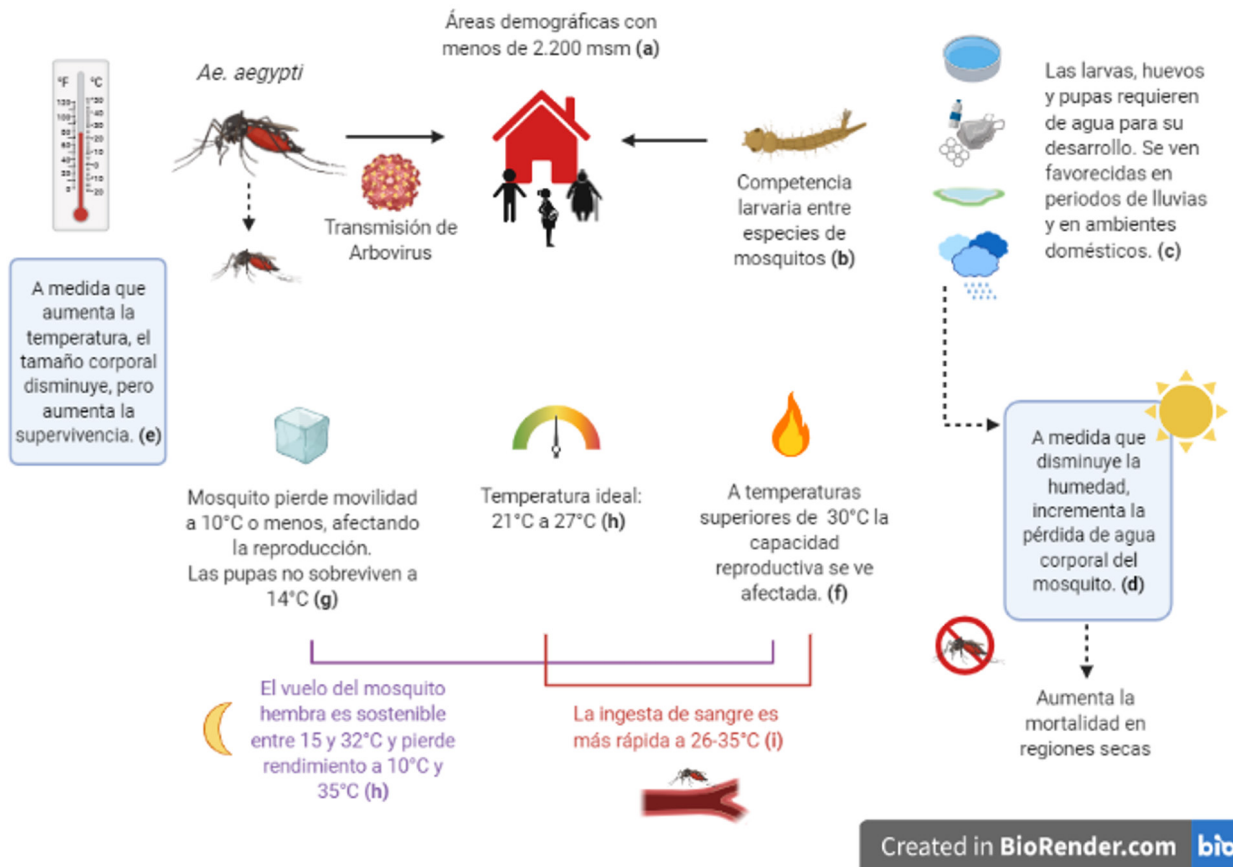 Áreas demográficas con
menos de 2.200 msm (a)
Ae. aegypti
°F °C
Transmisión de
Arbovirus
Competencia
larvaria entre
especies de
mosquitos (b)
Las larvas, huevos
y pupas requieren
de agua para su
desarrollo. Se ven
favorecidas en
periodos de lluvias
y en ambientes
domésticos. (c)
A medida que
aumenta la
temperatura, el
tamaño corporal
disminuye, pero
aumenta la
supervivencia. (e)
Mosquito pierde movilidad
a 10°C o menos, afectando
la reproducción.
Las pupas no sobreviven a
14°C (g)
Temperatura ideal:
21°C a 27°C (h)
A temperaturas
superiores de 30°C la
capacidad
reproductiva se ve
afectada. (f)
A medida que
disminuye la
humedad,
incrementa la
pérdida de agua
corporal del
mosquito. (d)
El vuelo del mosquito
hembra es sostenible
entre 15 y 32°C y pierde
rendimiento a 10°C y
35°C (h)
La ingesta de sangre es
más rápida a 26-35°C (i)
Aumenta la
mortalidad en
regiones secas
Created in BioRender.com bio